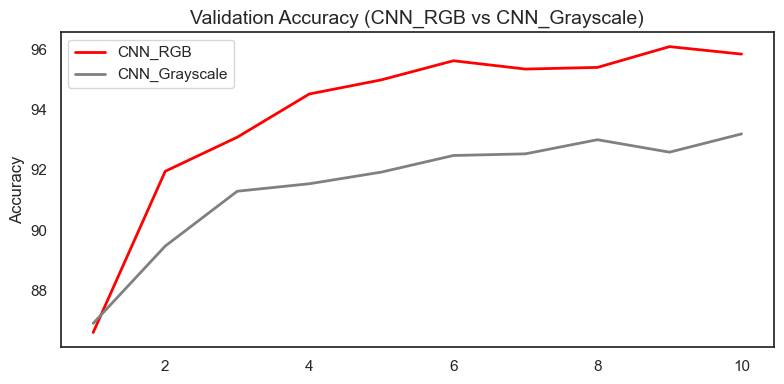 Validation Accuracy (CNN_RGB vs CNN_Grayscale)
CNN_RGB
CNN_Grayscale
Accuracy
96
94
92
90
88
2 4 6 8 10